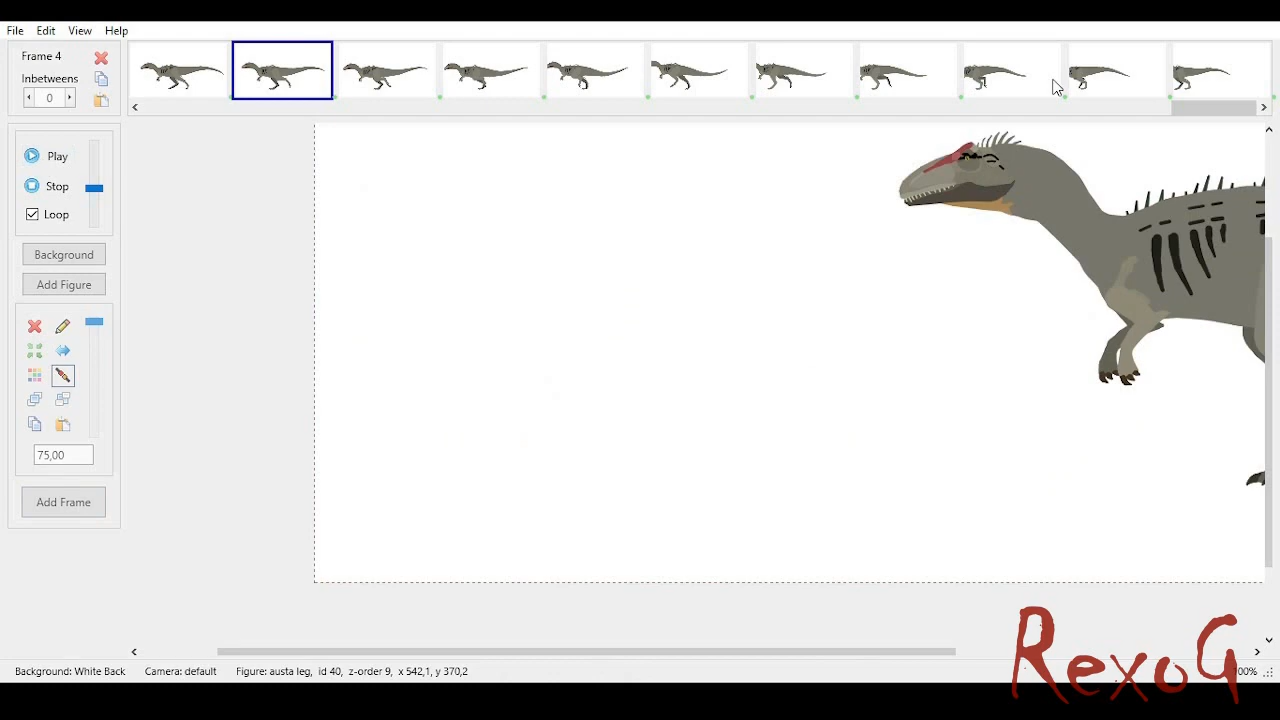 File Edit View Help
Frame 4
Inbetweens
0
Play
Stop
Loop
Background
Add Figure
75,00
Add Frame
Background: White Back Camera: default Figure: austa leg, id 40, z-order 9, x 542,1, y 370,2
100%
RexoG